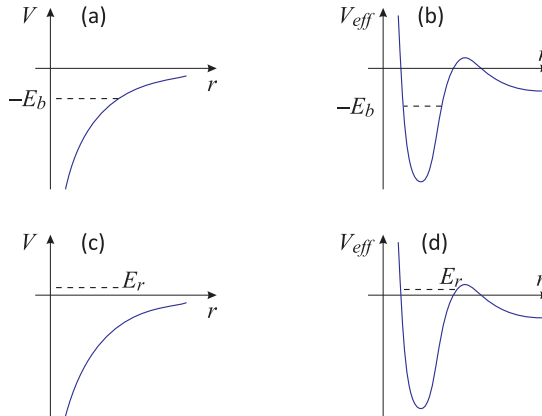 V (a)
r
−E_b
V_eff (b)
r
−E_b
V (c)
E_r
r
V_eff (d)
E_r
r